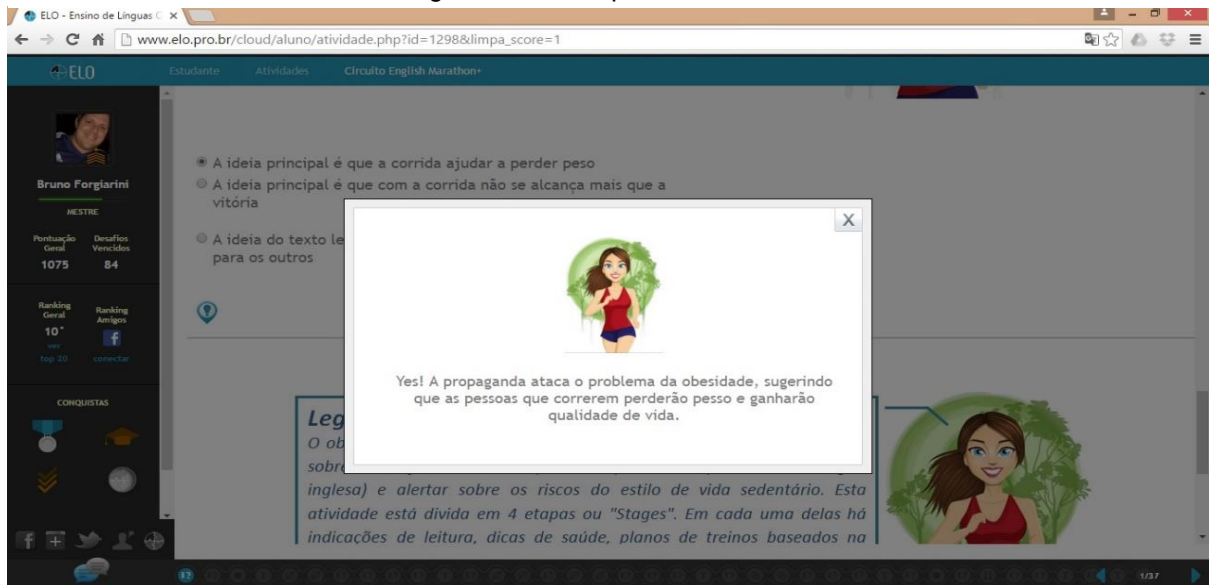 ELO - Ensino de Línguas C
www.elo.pro.br/cloud/aluno/atividade.php?id=1298&limpa_score=1
ELO
Estudante Atividades Circuito English Marathon+
Bruno Forgiarini
MESTRE
Pontuação Geral
1075
Desafios Vencidos
84
Ranking Geral
10°
ver
top 20
Ranking Amigos
conectar
CONQUISTAS
A ideia principal é que a corrida ajudar a perder peso
A ideia principal é que com a corrida não se alcança mais que a
vitória
A ideia do texto le
para os outros
X
Yes! A propaganda ataca o problema da obesidade, sugerindo
que as pessoas que correrem perderão pesso e ganharão
qualidade de vida.
Leg
O ob
sobre
inglesa) e alertar sobre os riscos do estilo de vida sedentário. Esta
atividade está divida em 4 etapas ou "Stages". Em cada uma delas há
indicações de leitura, dicas de saúde, planos de treinos baseados na
1/37